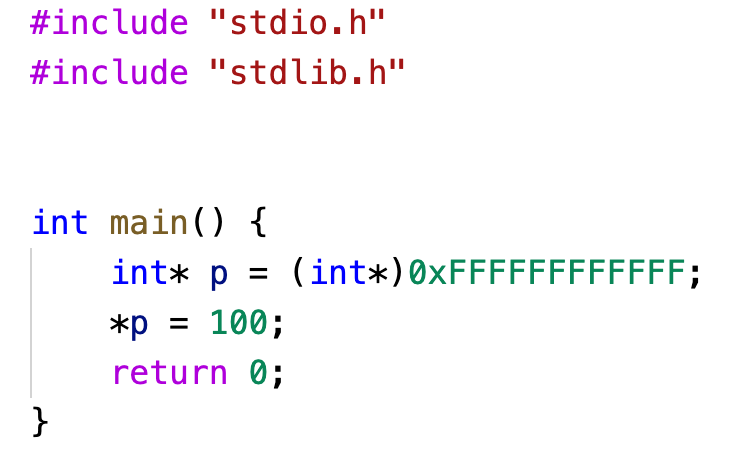 #include "stdio.h"
#include "stdlib.h"
int main() {
int* p = (int*)0xFFFFFFFFFFFF;
*p = 100;
return 0;
}